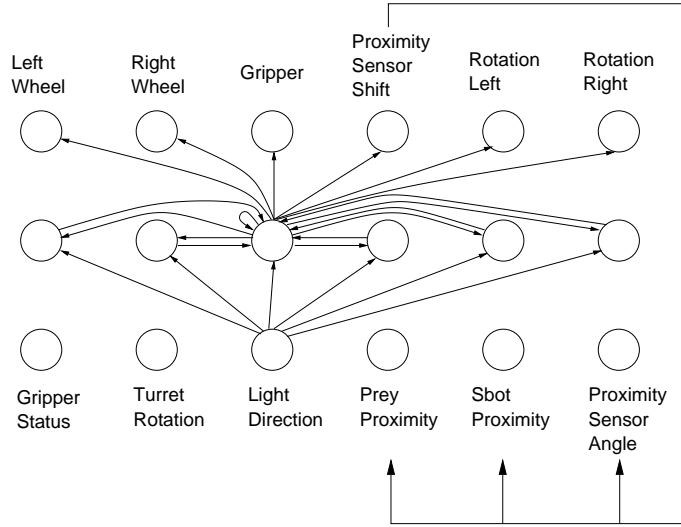 Left
Wheel
Right
Wheel
Gripper
Proximity
Sensor
Shift
Rotation
Left
Rotation
Right
Gripper
Status
Turret
Rotation
Light
Direction
Prey
Proximity
Sbot
Proximity
Proximity
Sensor
Angle